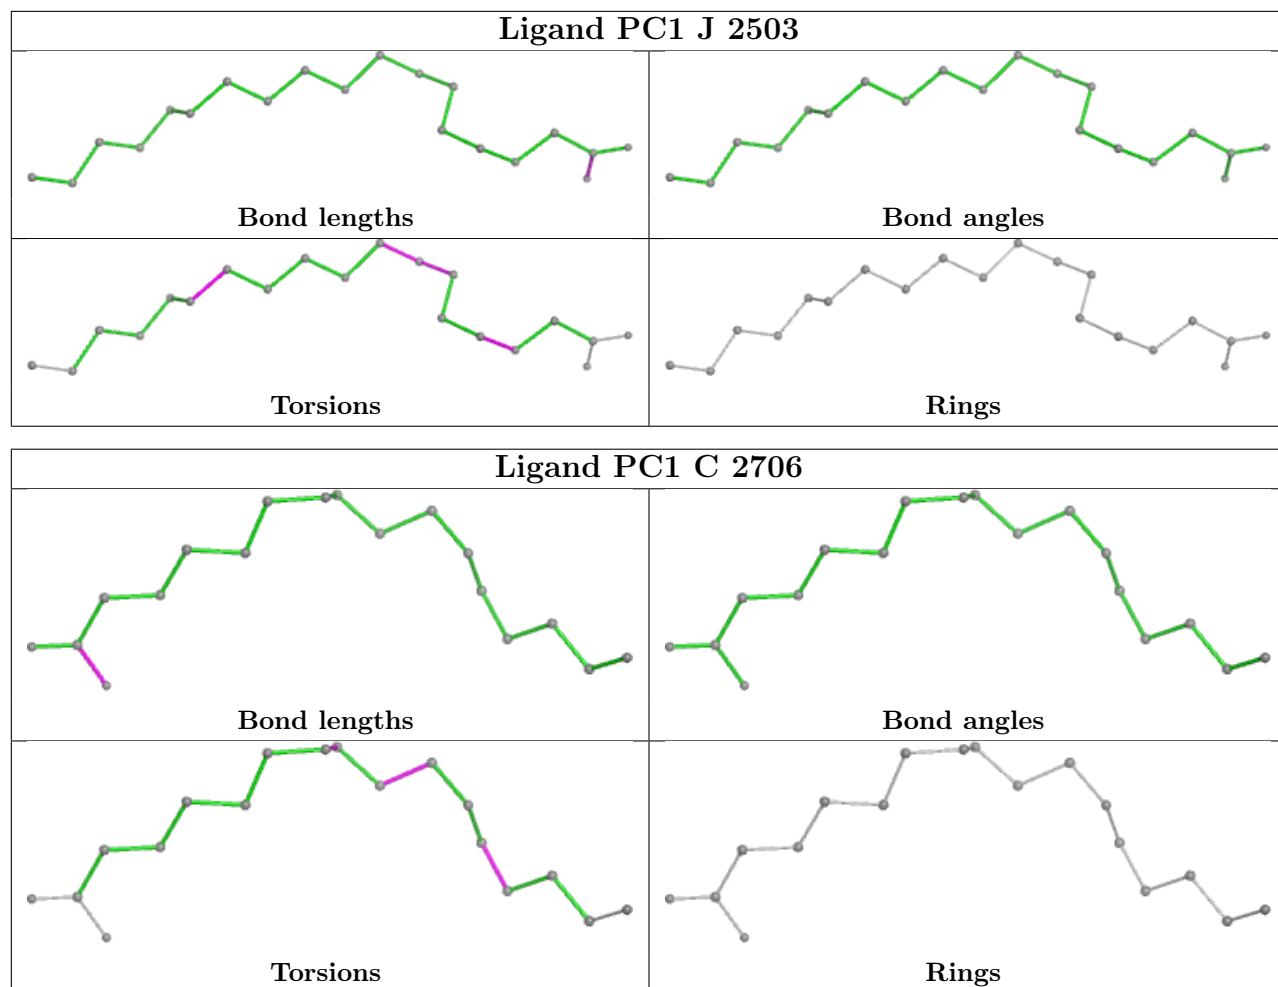 Ligand PC1 J 2503
Bond lengths
Bond angles
Torsions
Rings
Ligand PC1 C 2706
Bond lengths
Bond angles
Torsions
Rings